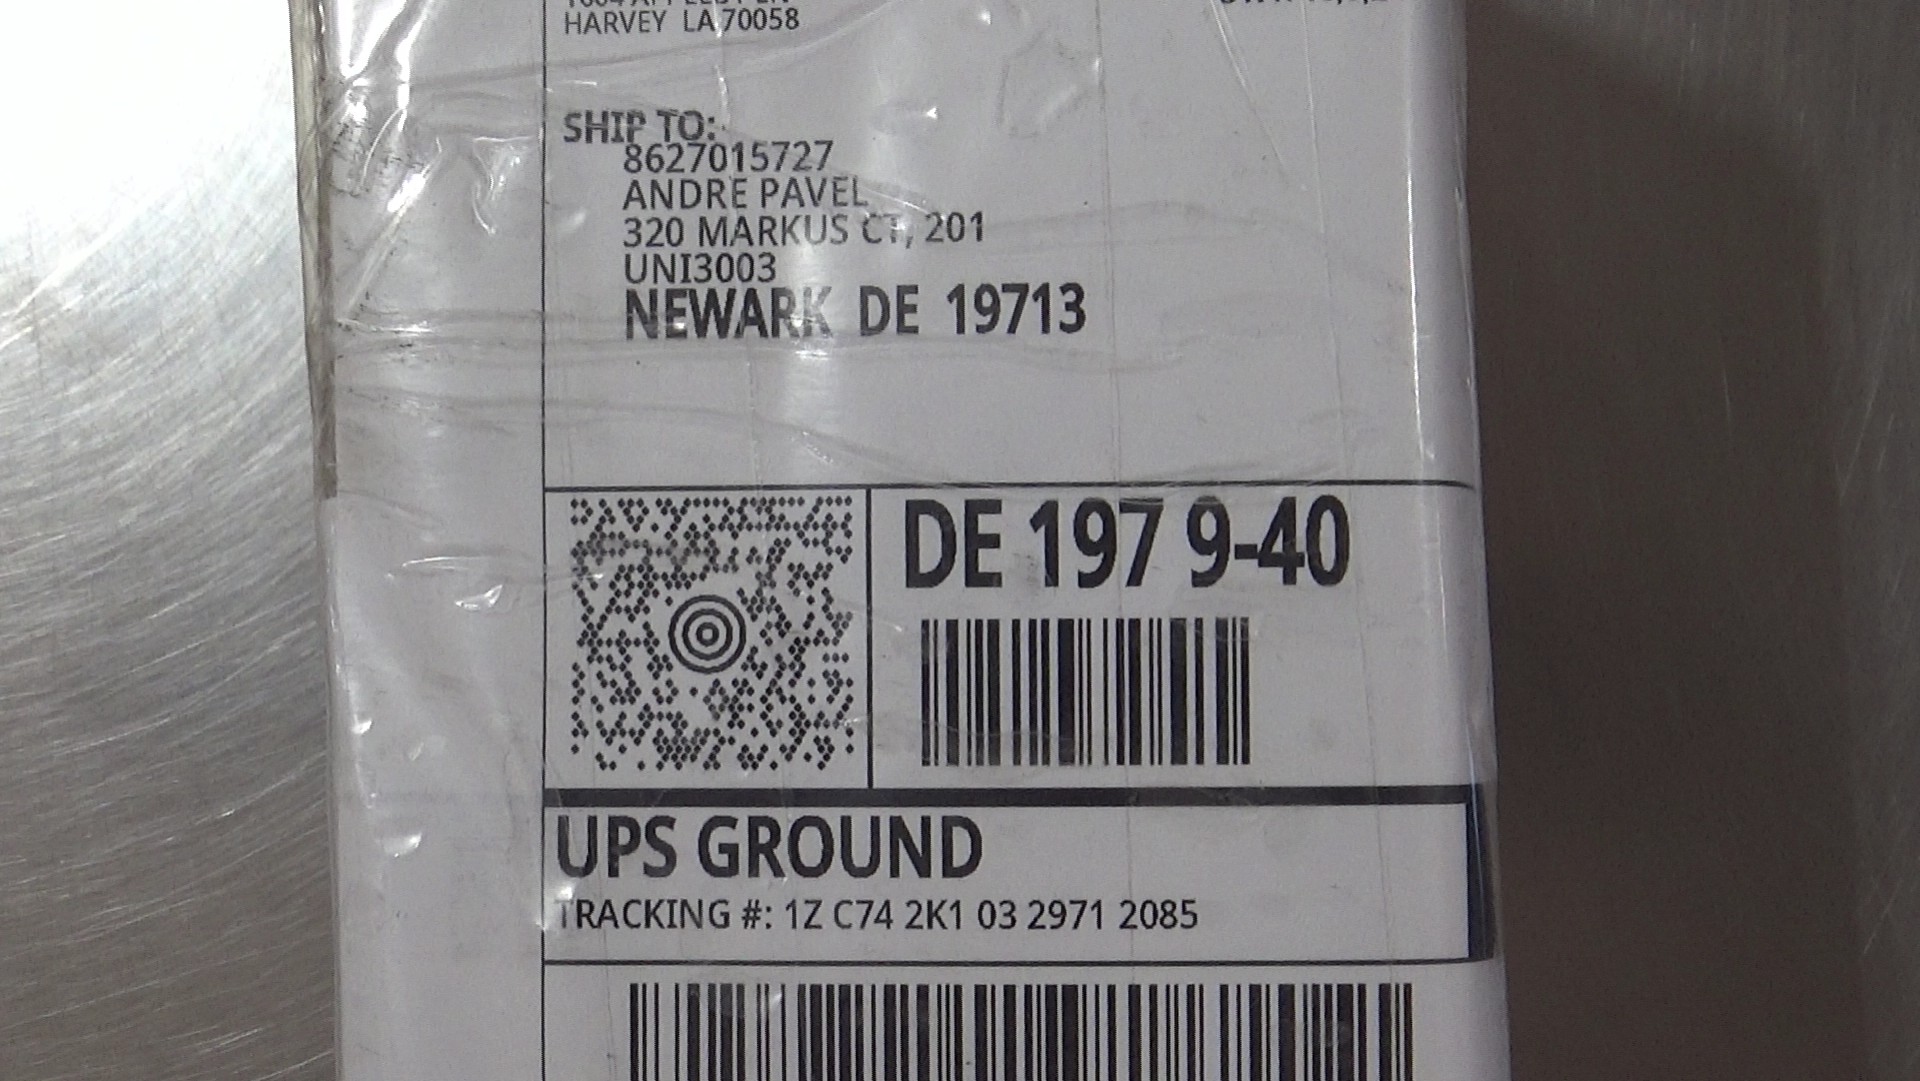 HARVEY LA 70058
SHIP TO:
8627015727
ANDRE PAVEL
320 MARKUS CT, 201
UNI3003
NEWARK DE 19713
DE 197 9-40
UPS GROUND
TRACKING #: 1Z C74 2K1 03 2971 2085